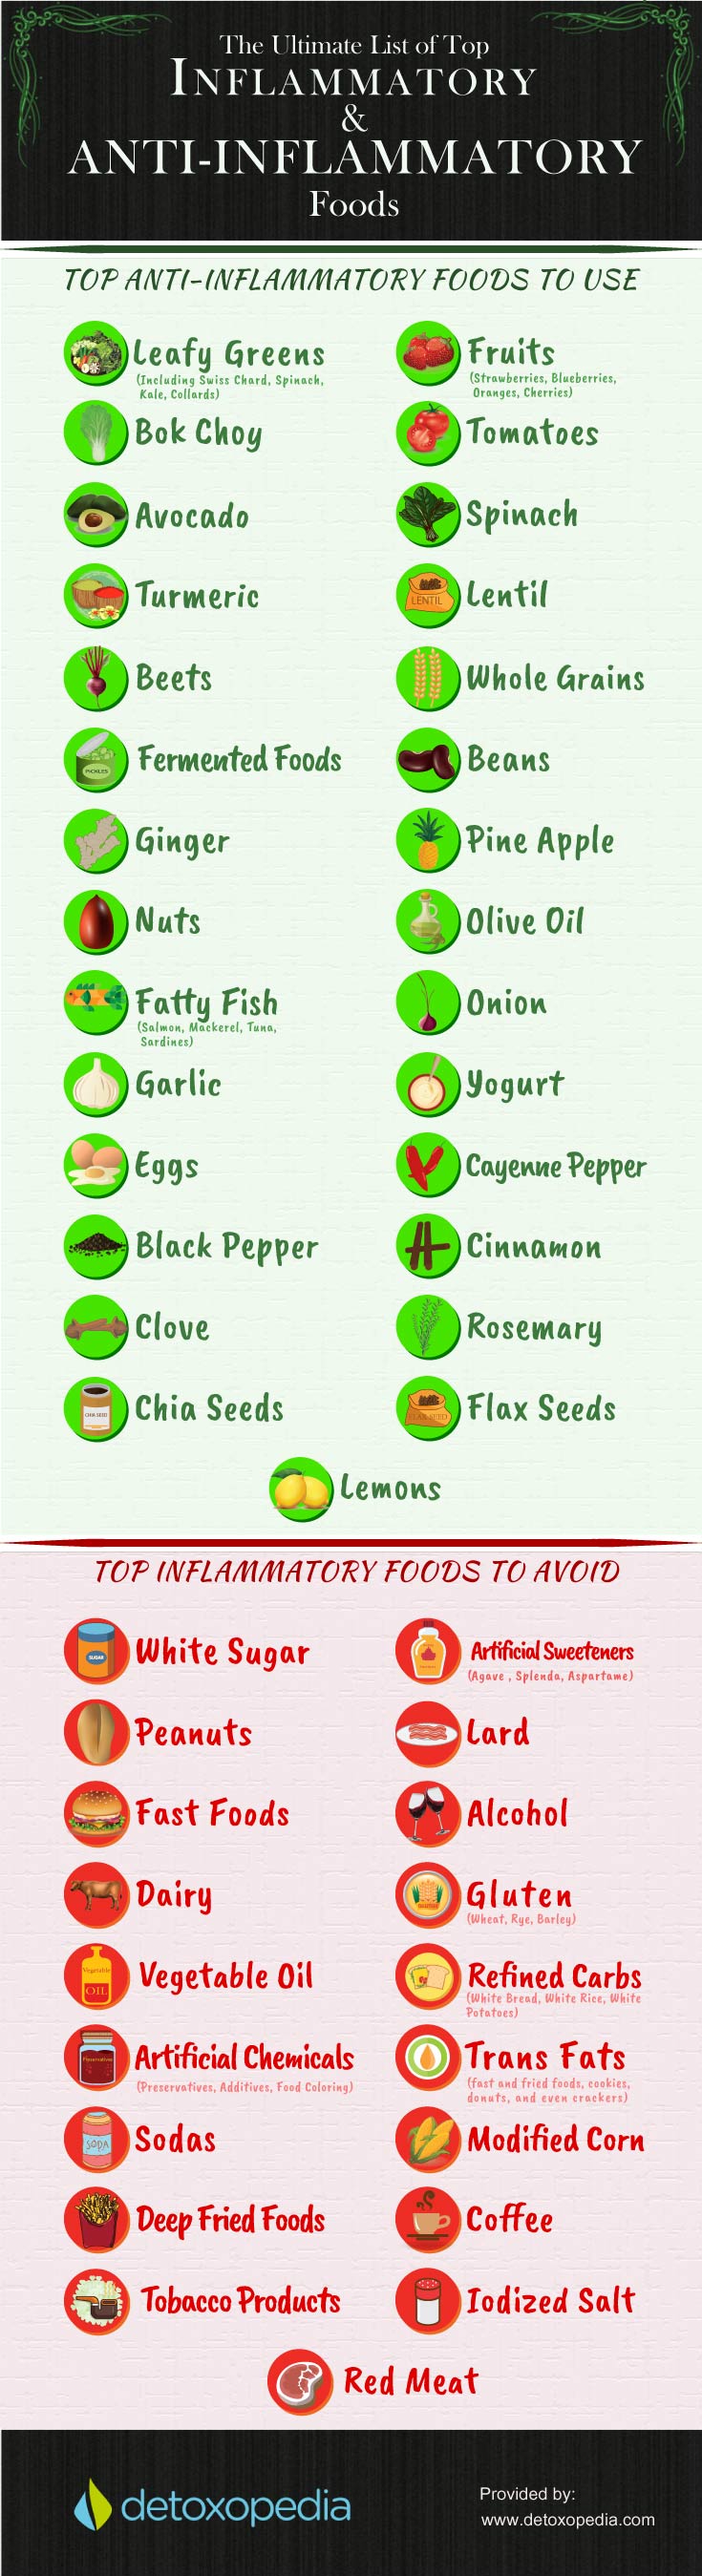 The Ultimate List of Top
INFLAMMATORY
&
ANTI-INFLAMMATORY
Foods
TOP ANTI-INFLAMMATORY FOODS TO USE
Leafy Greens
(Including Swiss Chard, Spinach,
Kale, Collards)
Fruits
(Strawberries, Blueberries,
Oranges, Cherries)
Bok Choy
Tomatoes
Avocado
Spinach
Turmeric
LENTIL
Lentil
Beets
Whole Grains
PICKLES
Fermented Foods
Beans
Ginger
Pine Apple
Nuts
Olive Oil
Fatty Fish
(Salmon, Mackerel, Tuna,
Sardines)
Onion
Garlic
Yogurt
Eggs
Cayenne Pepper
Black Pepper
Cinnamon
Clove
Rosemary
CHIA SEED
Chia Seeds
FLAX SEED
Flax Seeds
Lemons
TOP INFLAMMATORY FOODS TO AVOID
SUGAR
White Sugar
Artificial Sweeteners
(Agave , Splenda, Aspartame)
Peanuts
Lard
Fast Foods
Alcohol
Dairy
Gluten
(Wheat, Rye, Barley)
Vegetable
OIL
Vegetable Oil
Refined Carbs
(White Bread, White Rice, White
Potatoes)
Preservatives
Artificial Chemicals
(Preservatives, Additives, Food Coloring)
Trans Fats
(fast and fried foods, cookies,
donuts, and even crackers)
SODA
Sodas
Modified Corn
Deep Fried Foods
Coffee
Tobacco Products
Iodized Salt
Red Meat
detoxopedia
Provided by:
www.detoxopedia.com